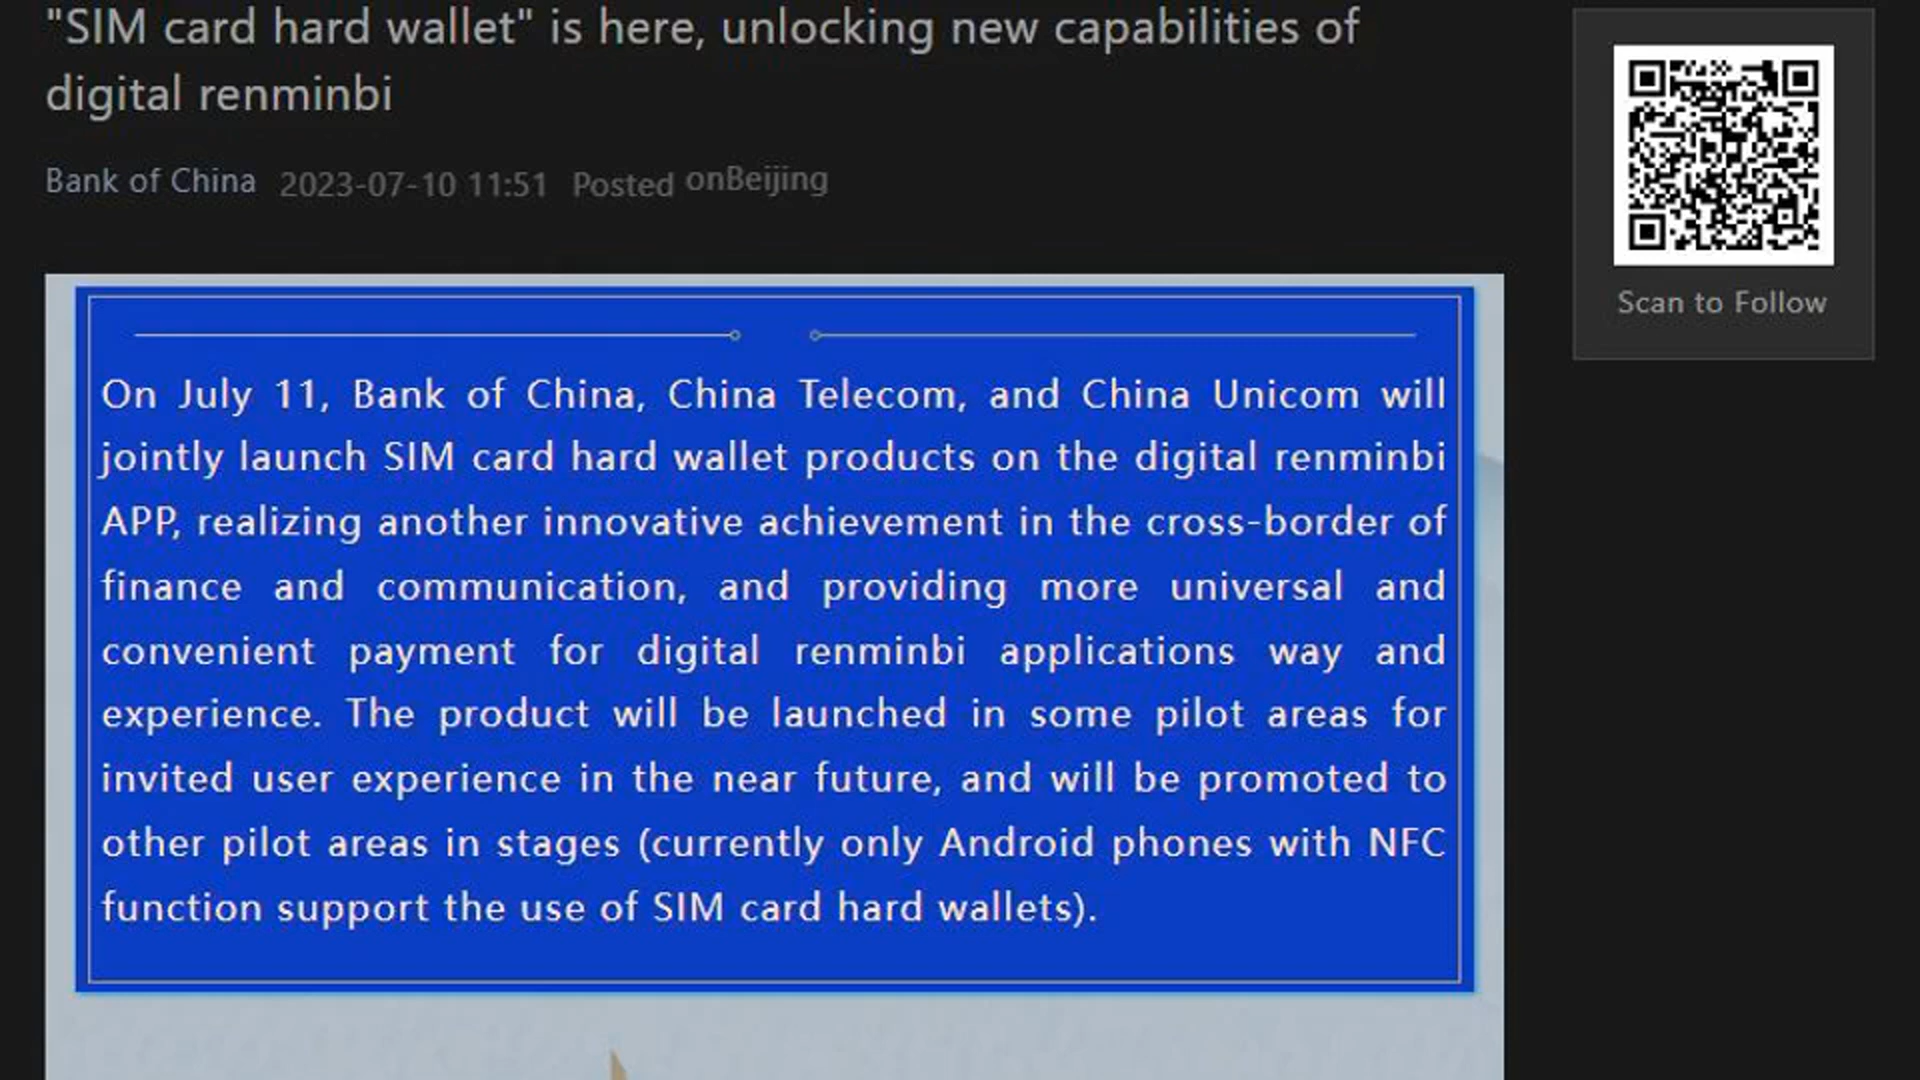 "SIM card hard wallet" is here, unlocking new capabilities of
digital renminbi
Bank of China 2023-07-10 11:51 Posted onBeijing
Scan to Follow
On July 11, Bank of China, China Telecom, and China Unicom will
jointly launch SIM card hard wallet products on the digital renminbi
APP, realizing another innovative achievement in the cross-border of
finance and communication, and providing more universal and
convenient payment for digital renminbi applications way and
experience. The product will be launched in some pilot areas for
invited user experience in the near future, and will be promoted to
other pilot areas in stages (currently only Android phones with NFC
function support the use of SIM card hard wallets).